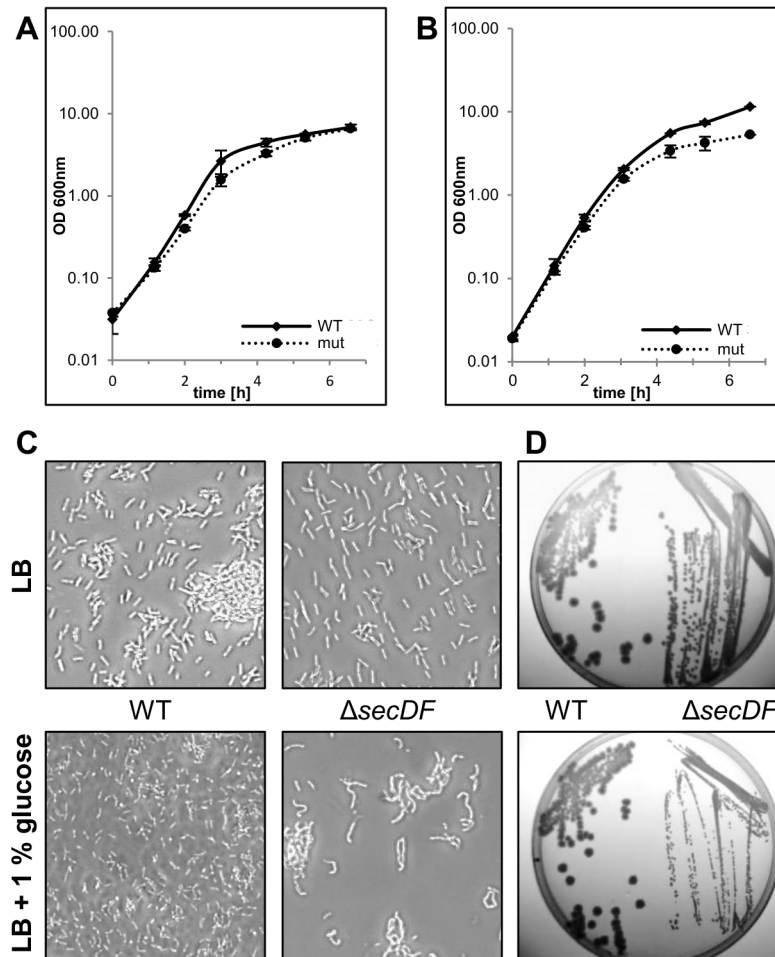 A
100.00
10.00
1.00
0.10
0.01
OD 600nm
0
2
4
6
time [h]
WT
mut
B
100.00
10.00
1.00
0.10
0.01
OD 600nm
0
2
4
6
time [h]
WT
mut
C
D
LB
WT
ΔsecDF
WT
ΔsecDF
LB + 1 % glucose